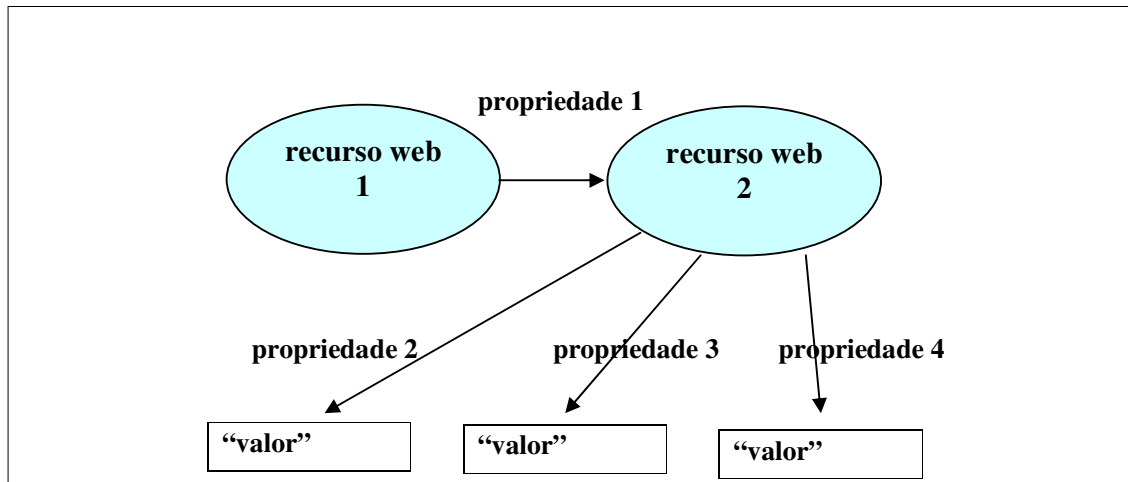 propriedade 1
recurso web
1
recurso web
2
propriedade 2
propriedade 3
propriedade 4
“valor”
“valor”
“valor”